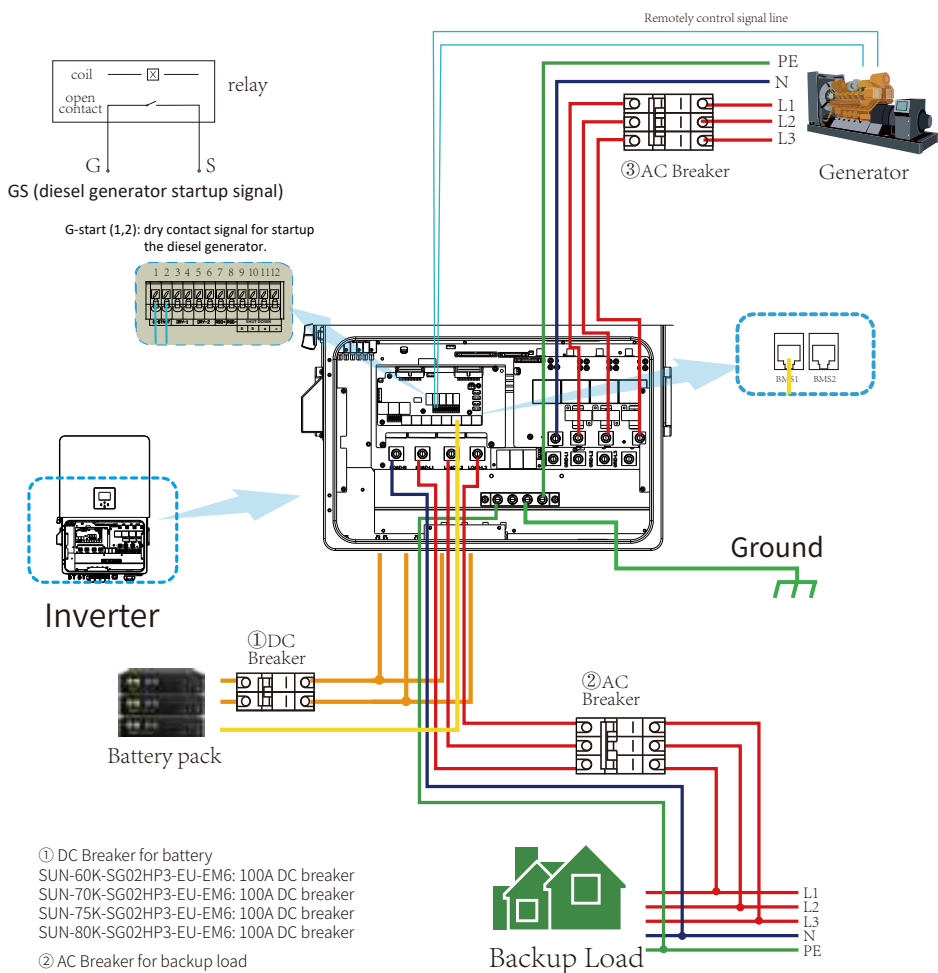 Remotely control signal line
PE
N
L1
L2
L3
coil
open
contact
relay
G
S
③AC Breaker
Generator
GS (diesel generator startup signal)
G-start (1,2): dry contact signal for startup
the diesel generator.
1 2 3 4 5 6 7 8 9 10 11 12
BMS1 BMS2
Ground
Inverter
①DC
Breaker
②AC
Breaker
Battery pack
① DC Breaker for battery
SUN-60K-SG02HP3-EU-EM6: 100A DC breaker
SUN-70K-SG02HP3-EU-EM6: 100A DC breaker
SUN-75K-SG02HP3-EU-EM6: 100A DC breaker
SUN-80K-SG02HP3-EU-EM6: 100A DC breaker
② AC Breaker for backup load
Backup Load
L1
L2
L3
N
PE